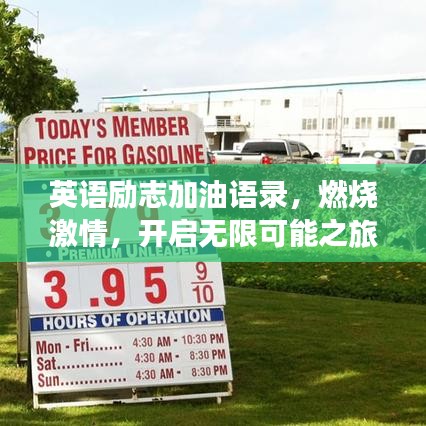 TODAY'S MEMBER
PRICE FOR GASOLINE
英语励志加油语录，燃烧
激情，开启无限可能之旅
PREMIUM UNLEADED
3.95 9/10
HOURS OF OPERATION
Mon - Fri....... 4:30 AM - 10:30 PM
Sat............... 4:30 AM - 8:30 PM
Sun.............. 4:30 AM - 8:30 PM